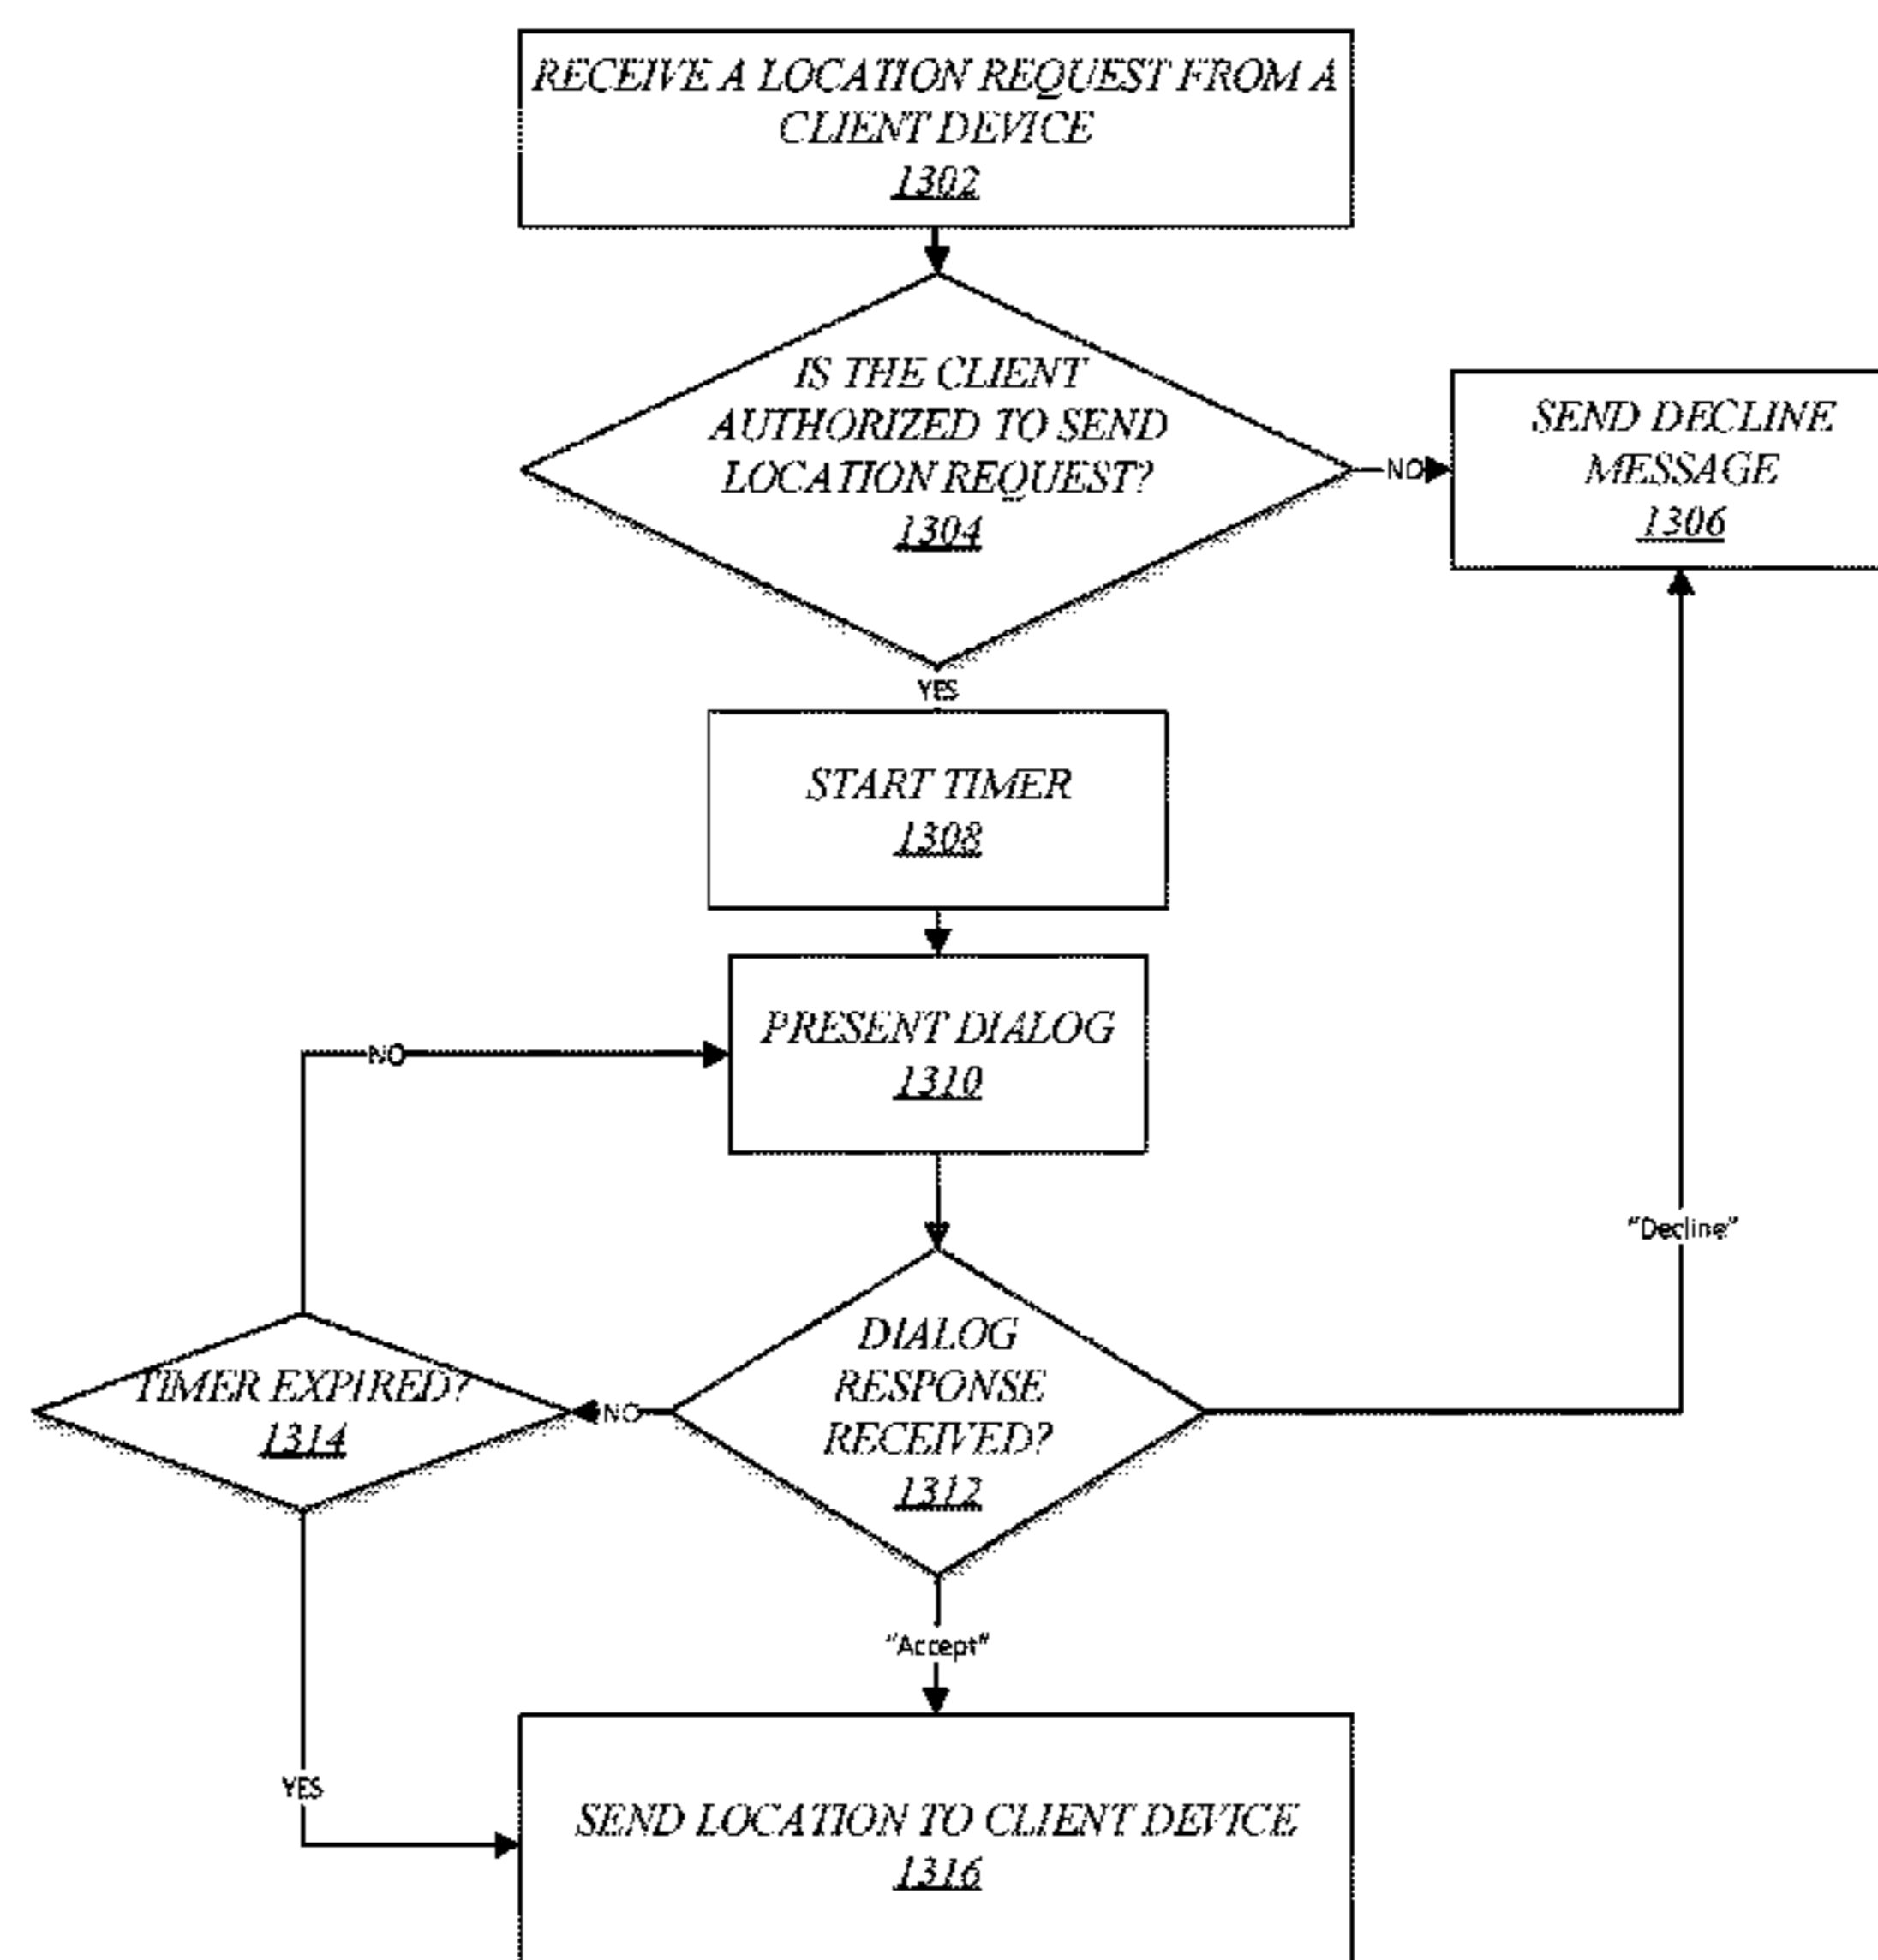 RECEIVE A LOCATION REQUEST FROM A
CLIENT DEVICE
1302
IS THE CLIENT
AUTHORIZED TO SEND
LOCATION REQUEST?
1304
NO
SEND DECLINE
MESSAGE
1306
YES
START TIMER
1308
PRESENT DIALOG
1310
NO
"Decline"
DIALOG
RESPONSE
RECEIVED?
1312
NO
TIMER EXPIRED?
1314
"Accept"
YES
SEND LOCATION TO CLIENT DEVICE
1316